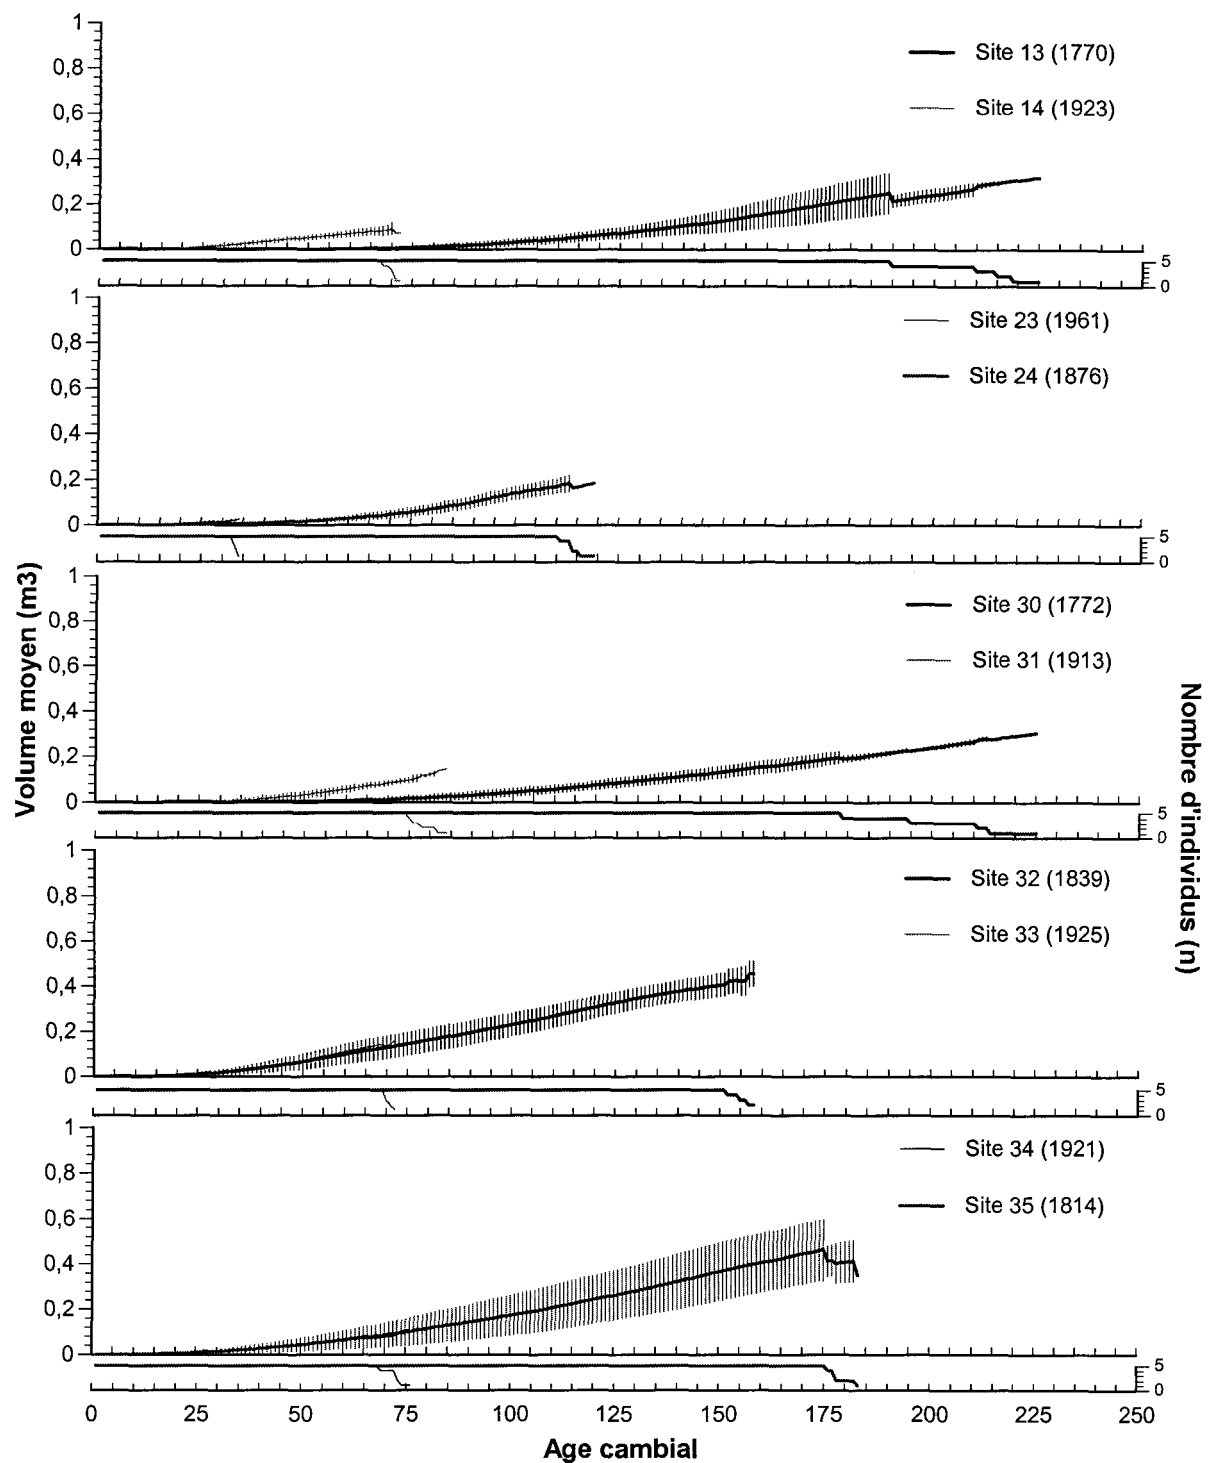 1
0,8
0,6
0,4
0,2
0
Site 13 (1770)
Site 14 (1923)
5
0
1
0,8
0,6
0,4
0,2
0
Site 23 (1961)
Site 24 (1876)
5
0
1
0,8
0,6
0,4
0,2
0
Site 30 (1772)
Site 31 (1913)
5
0
Volume moyen (m3)
Nombre d'individus (n)
1
0,8
0,6
0,4
0,2
0
Site 32 (1839)
Site 33 (1925)
5
0
1
0,8
0,6
0,4
0,2
0
Site 34 (1921)
Site 35 (1814)
5
0
0 25 50 75 100 125 150 175 200 225 250
Age cambial